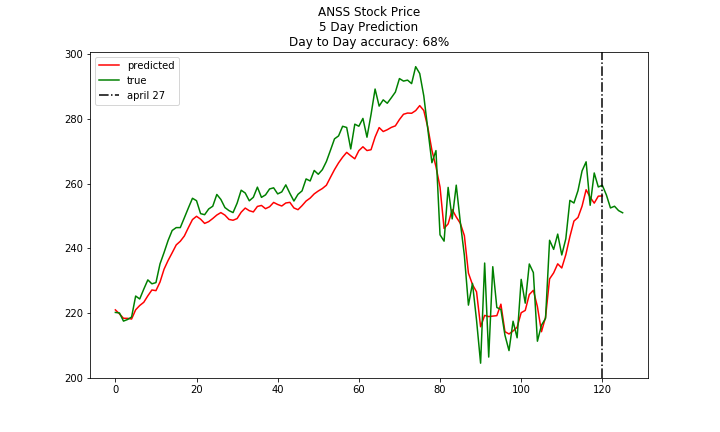 ANSS Stock Price
5 Day Prediction
Day to Day accuracy: 68%
predicted
true
april 27
300
280
260
240
220
200
0
20
40
60
80
100
120